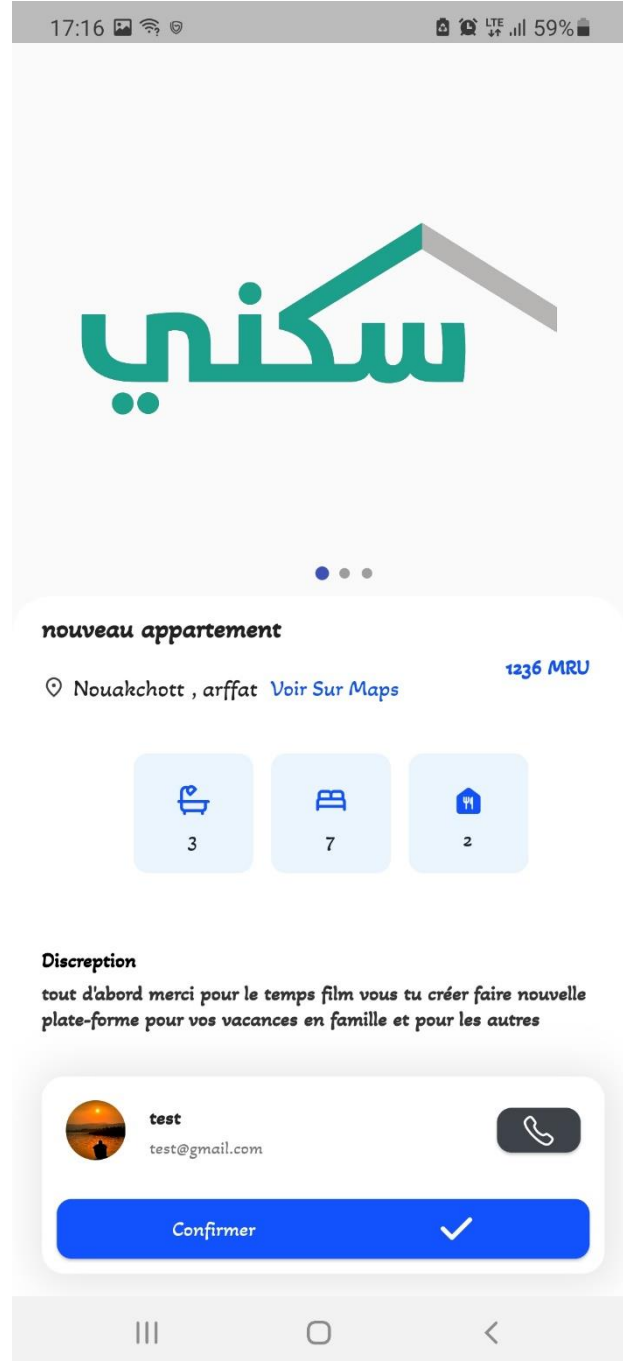 17:16 LTE 59%
سكني
nouveau appartement
1236 MRU
Nouakchott , arffat Voir Sur Maps
3 7 2
Discreption
tout d'abord merci pour le temps film vous tu créer faire nouvelle
plate-forme pour vos vacances en famille et pour les autres
test
test@gmail.com
Confirmer